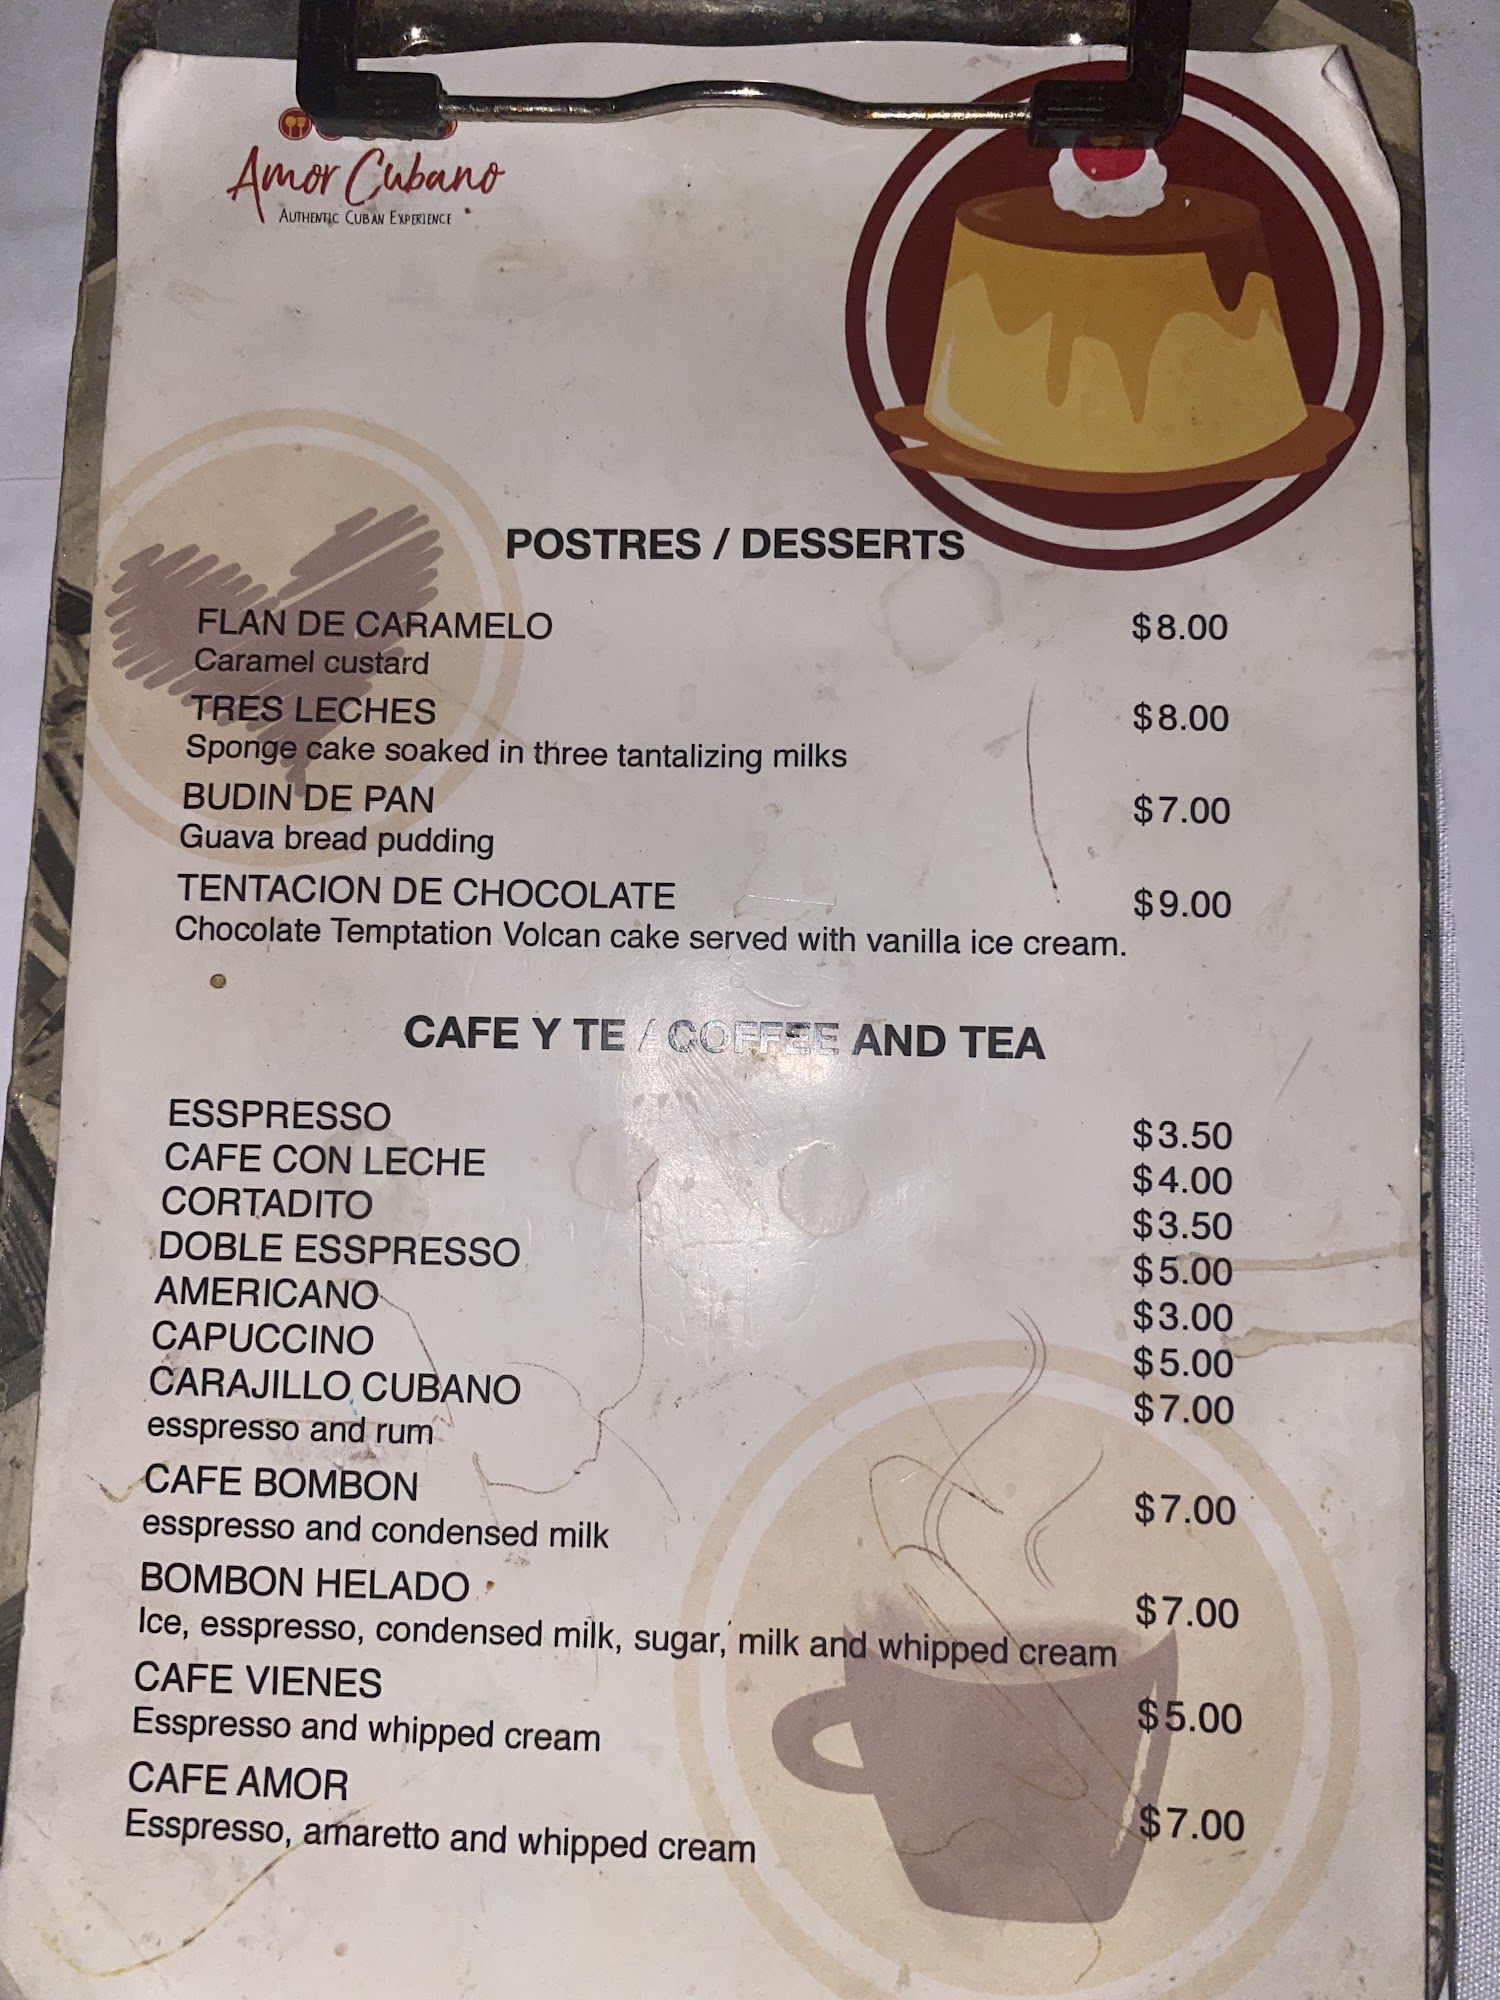 Amor Cubano
AUTHENTIC CUBAN EXPERIENCE
POSTRES / DESSERTS
FLAN DE CARAMELO $8.00
Caramel custard
TRES LECHES $8.00
Sponge cake soaked in three tantalizing milks
BUDIN DE PAN $7.00
Guava bread pudding
TENTACION DE CHOCOLATE $9.00
Chocolate Temptation Volcan cake served with vanilla ice cream.
CAFE Y TE / COFFEE AND TEA
ESSPRESSO $3.50
CAFE CON LECHE $4.00
CORTADITO $3.50
DOBLE ESSPRESSO $5.00
AMERICANO $3.00
CAPUCCINO $5.00
CARAJILLO CUBANO $7.00
esspresso and rum
CAFE BOMBON $7.00
esspresso and condensed milk
BOMBON HELADO $7.00
Ice, esspresso, condensed milk, sugar, milk and whipped cream
CAFE VIENES $5.00
Esspresso and whipped cream
CAFE AMOR $7.00
Esspresso, amaretto and whipped cream